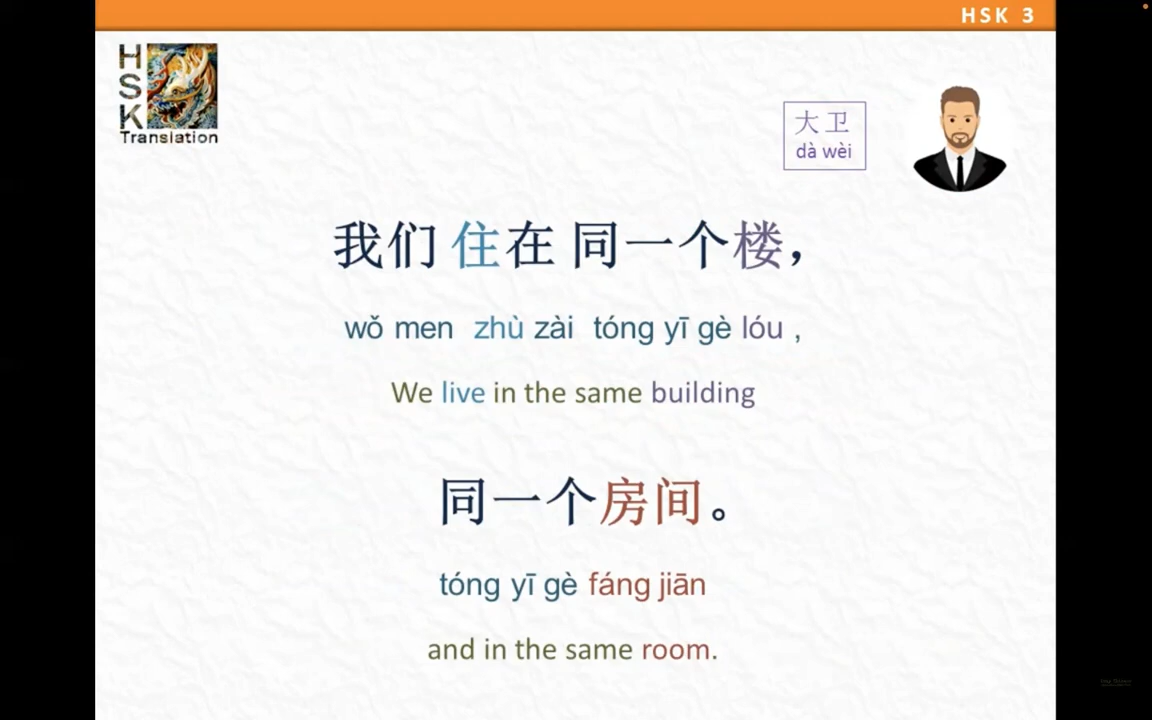 HSK 3
HSK
Translation
大卫
dà wèi
我们 住在 同一个楼，
wǒ men zhù zài tóng yī gè lóu ,
We live in the same building
同一个房间。
tóng yī gè fáng jiān
and in the same room.